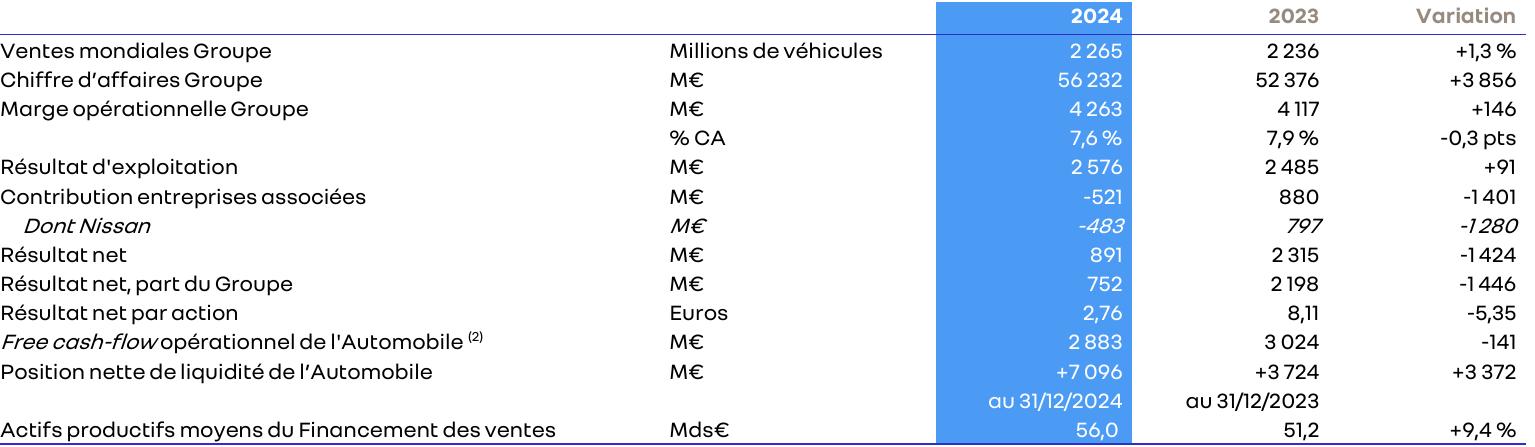 2024 2023 Variation
Ventes mondiales Groupe Millions de véhicules 2 265 2 236 +1,3 %
Chiffre d’affaires Groupe M€ 56 232 52 376 +3 856
Marge opérationnelle Groupe M€ 4 263 4 117 +146
% CA 7,6 % 7,9 % -0,3 pts
Résultat d'exploitation M€ 2 576 2 485 +91
Contribution entreprises associées M€ -521 880 -1 401
Dont Nissan M€ -483 797 -1 280
Résultat net M€ 891 2 315 -1 424
Résultat net, part du Groupe M€ 752 2 198 -1 446
Résultat net par action Euros 2,76 8,11 -5,35
Free cash-flow opérationnel de l'Automobile (2) M€ 2 883 3 024 -141
Position nette de liquidité de l’Automobile M€ +7 096 +3 724 +3 372
au 31/12/2024 au 31/12/2023
Actifs productifs moyens du Financement des ventes Mds€ 56,0 51,2 +9,4 %